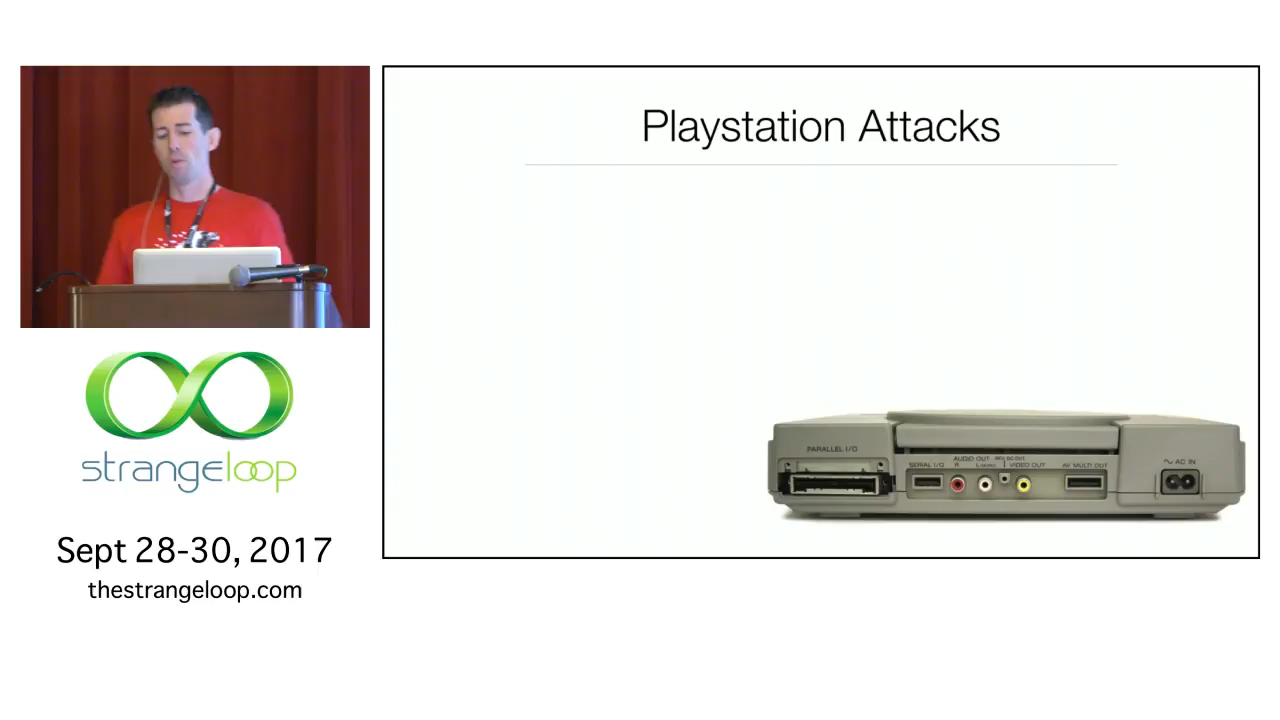 Playstation Attacks
PARALLEL I/O
SERIAL I/O
AUDIO OUT
R
VIDEO OUT
AV MULTI OUT
AC IN
strangeloop
Sept 28-30, 2017
thestrangeloop.com